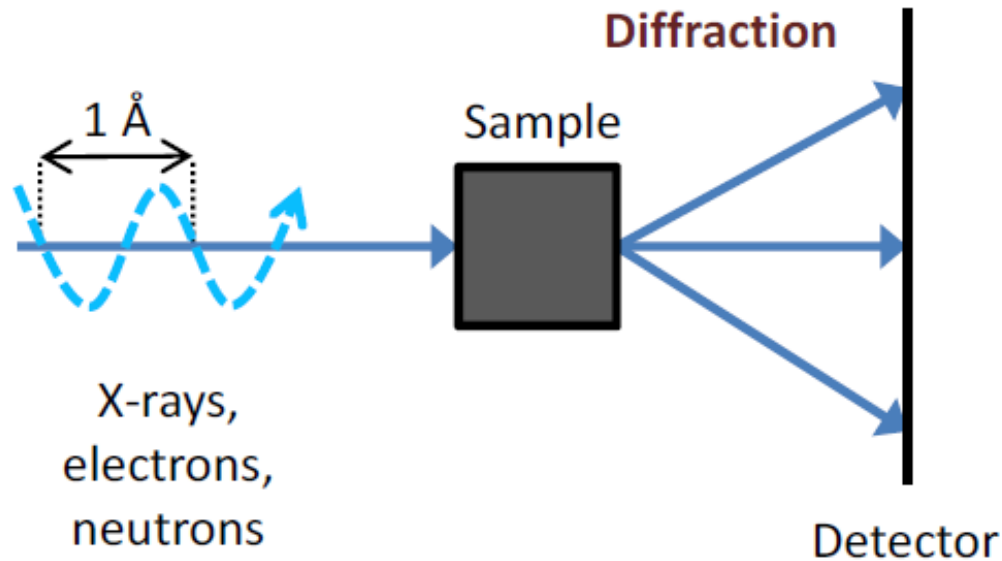 Diffraction
1 Å
Sample
X-rays,
electrons,
neutrons
Detector